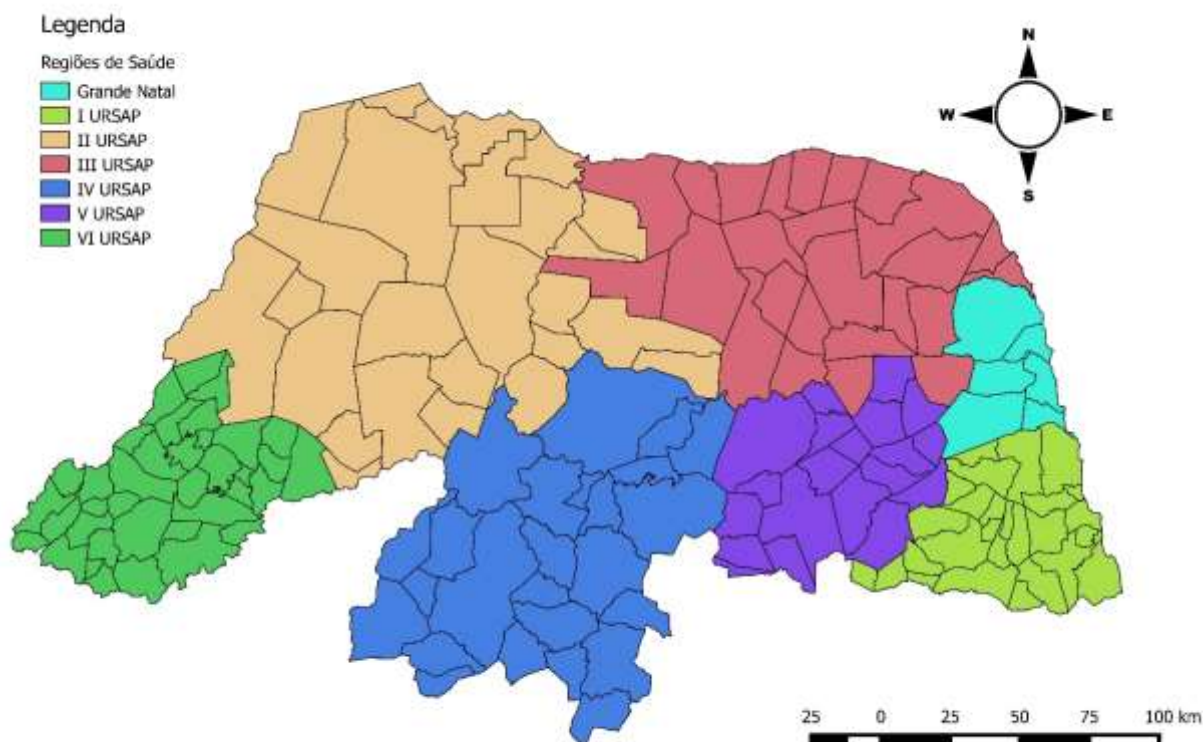 Legenda
Regiões de Saúde
Grande Natal
I URSAP
II URSAP
III URSAP
IV URSAP
V URSAP
VI URSAP
N
W E
S
25 0 25 50 75 100 km